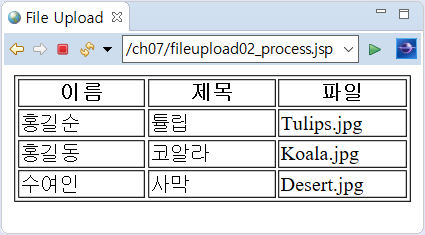 File Upload
/ch07/fileupload02_process.jsp
이름 제목 파일
홍길순 튤립 Tulips.jpg
홍길동 코알라 Koala.jpg
수여인 사막 Desert.jpg